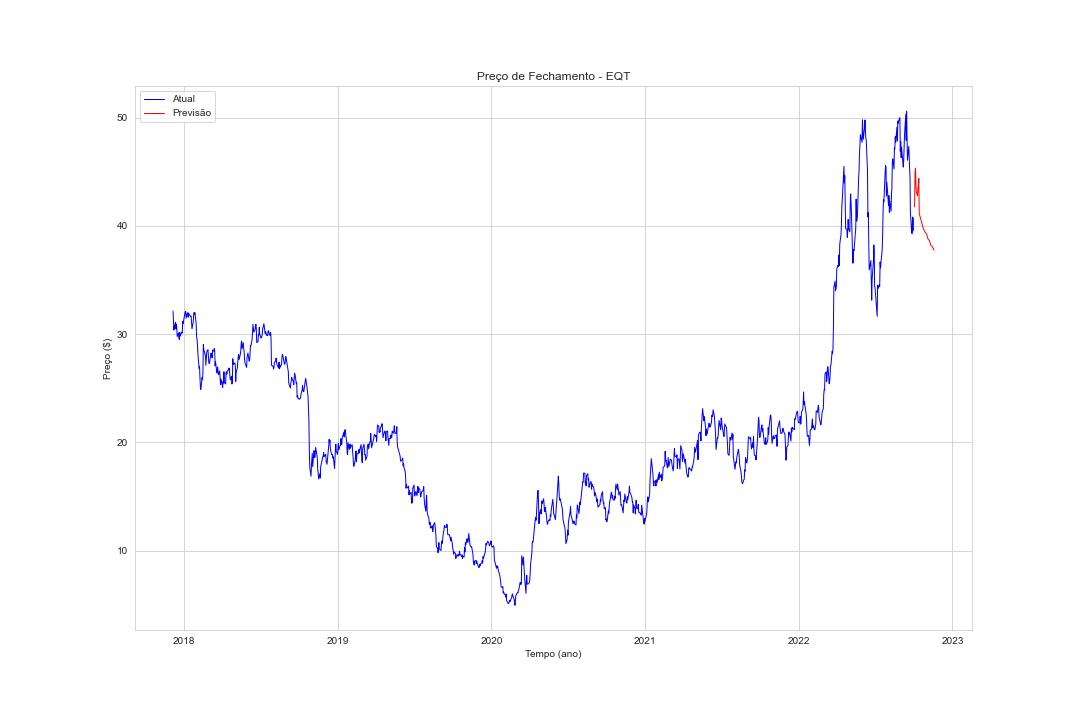 Preço de Fechamento - EQT
Atual
Previsão
50
40
30
20
10
Preço ($)
2018 2019 2020 2021 2022 2023
Tempo (ano)